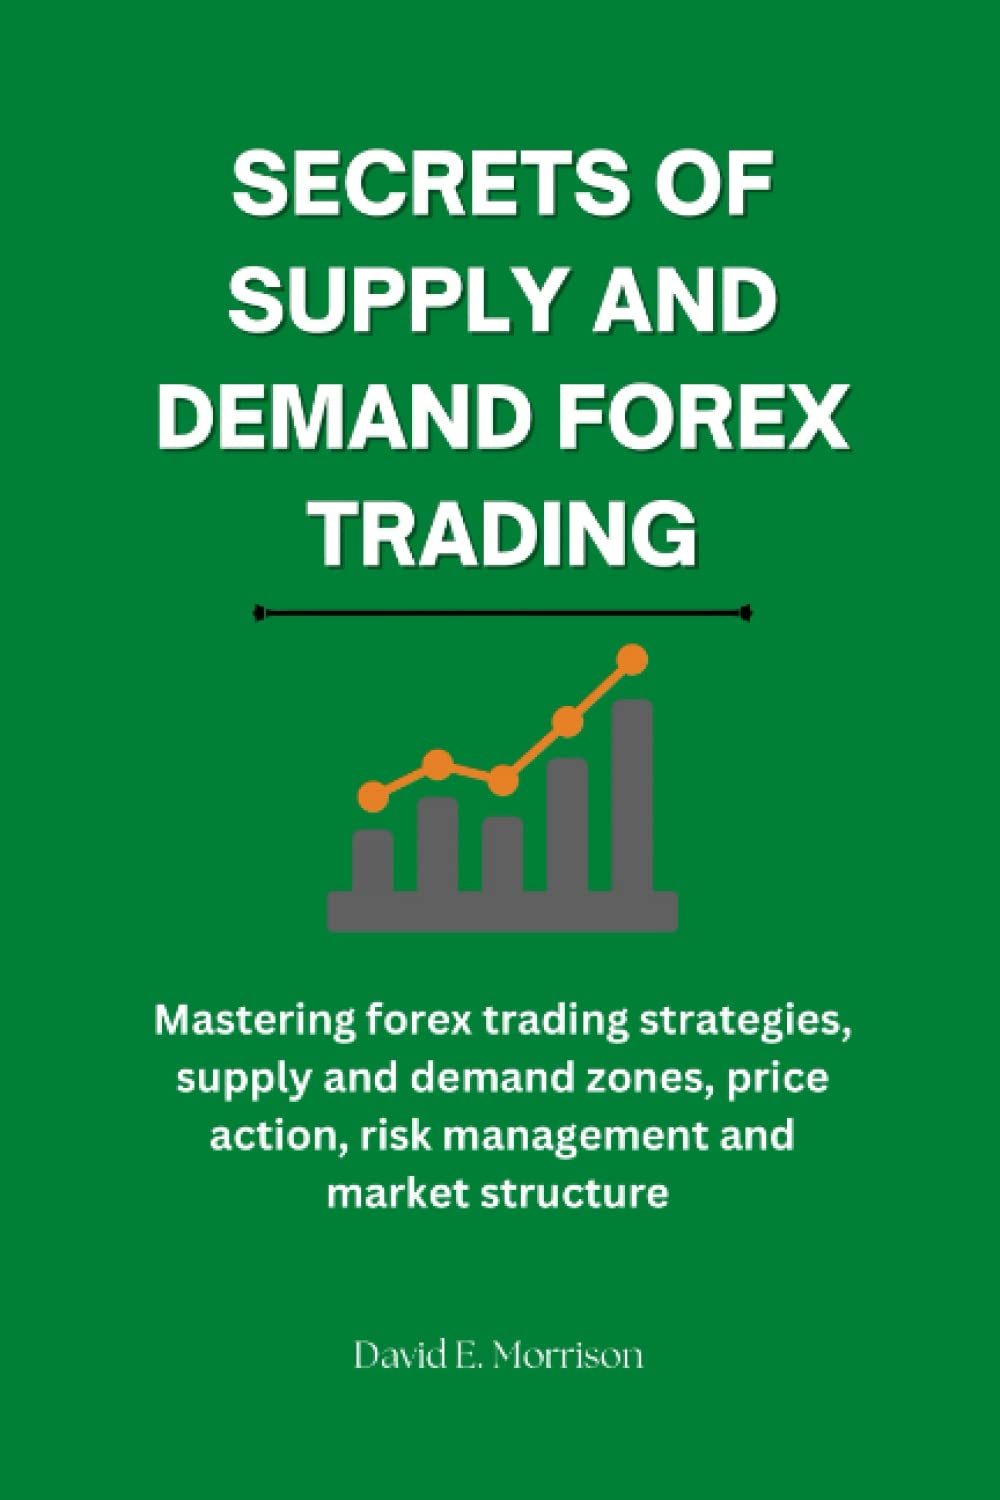 SECRETS OF
SUPPLY AND
DEMAND FOREX
TRADING
Mastering forex trading strategies,
supply and demand zones, price
action, risk management and
market structure
David E. Morrison